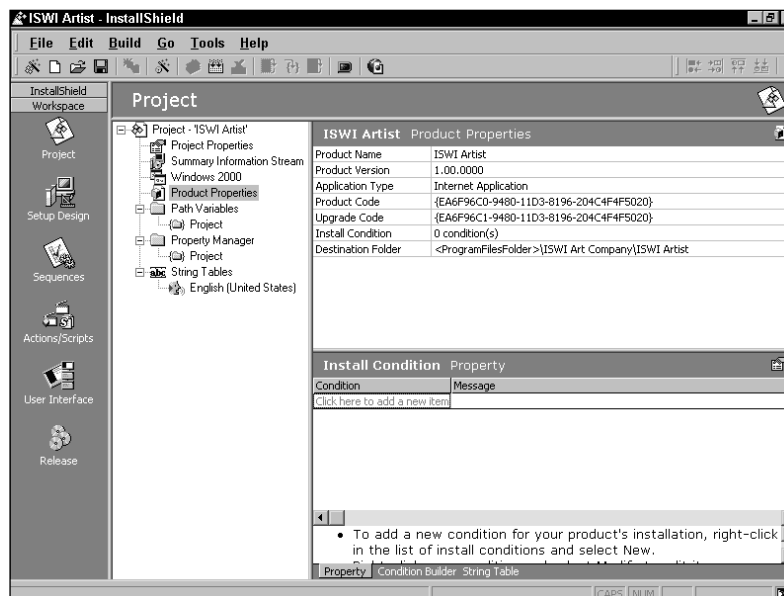 ISWI Artist - InstallShield
File Edit Build Go Tools Help
InstallShield
Workspace
Project
Setup Design
Sequences
Actions/Scripts
User Interface
Release
Project
Project - 'ISWI Artist'
Project Properties
Summary Information Stream
Windows 2000
Product Properties
Path Variables
Project
Property Manager
Project
String Tables
English (United States)
ISWI Artist Product Properties
Product Name ISWI Artist
Product Version 1.00.0000
Application Type Internet Application
Product Code {EA6F96C0-9480-11D3-8196-204C4F4F5020}
Upgrade Code {EA6F96C1-9480-11D3-8196-204C4F4F5020}
Install Condition 0 condition(s)
Destination Folder <ProgramFilesFolder>\ISWI Art Company\ISWI Artist
Install Condition Property
Condition Message
Click here to add a new item
• To add a new condition for your product's installation, right-click
in the list of install conditions and select New.
Property Condition Builder String Table
CAPS NUM